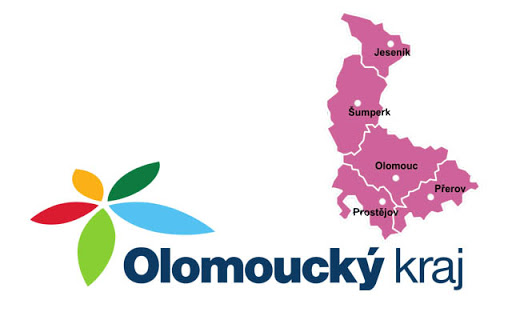 Jeseník
Šumperk
Olomouc
Přerov
Prostějov
Olomoucký kraj